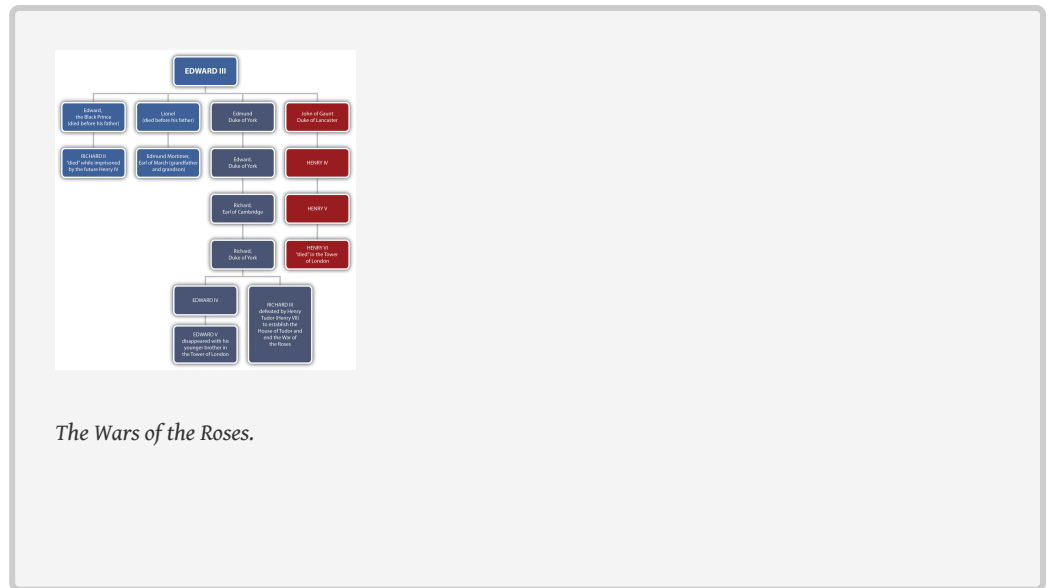 EDWARD III
Edward,
the Black Prince
(died before his father)
Lionel
(died before his father)
Edmund
Duke of York
John of Gaunt
Duke of Lancaster
RICHARD II
"died" while imprisoned
by the future Henry IV
Edmund Mortimer,
Earl of March (grandfather
and grandson)
Edward,
Duke of York
HENRY IV
Richard,
Earl of Cambridge
HENRY V
Richard,
Duke of York
HENRY VI
"died" in the Tower
of London
EDWARD IV
RICHARD III
defeated by Henry
Tudor (Henry VII)
to establish the
House of Tudor and
end the War of
the Roses
EDWARD V
disappeared with his
younger brother in
the Tower of London
The Wars of the Roses.